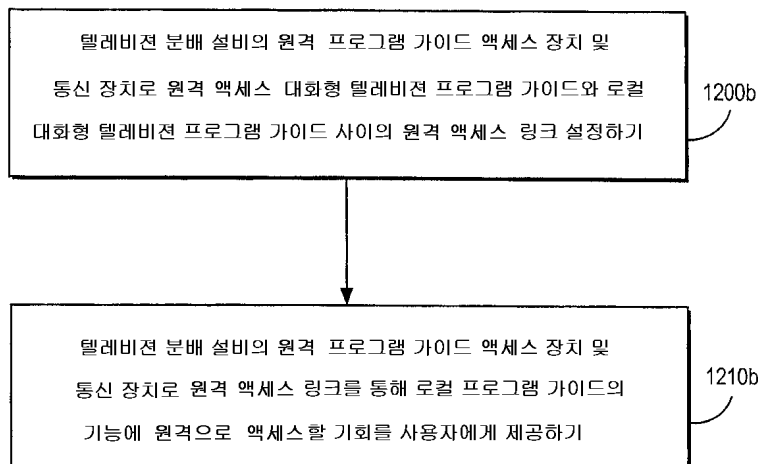 텔레비젼 분배 설비의 원격 프로그램 가이드 액세스 장치 및
통신 장치로 원격 액세스 대화형 텔레비젼 프로그램 가이드와 로컬
대화형 텔레비젼 프로그램 가이드 사이의 원격 액세스 링크 설정하기
1200b
텔레비젼 분배 설비의 원격 프로그램 가이드 액세스 장치 및
통신 장치로 원격 액세스 링크를 통해 로컬 프로그램 가이드의
기능에 원격으로 액세스할 기회를 사용자에게 제공하기
1210b